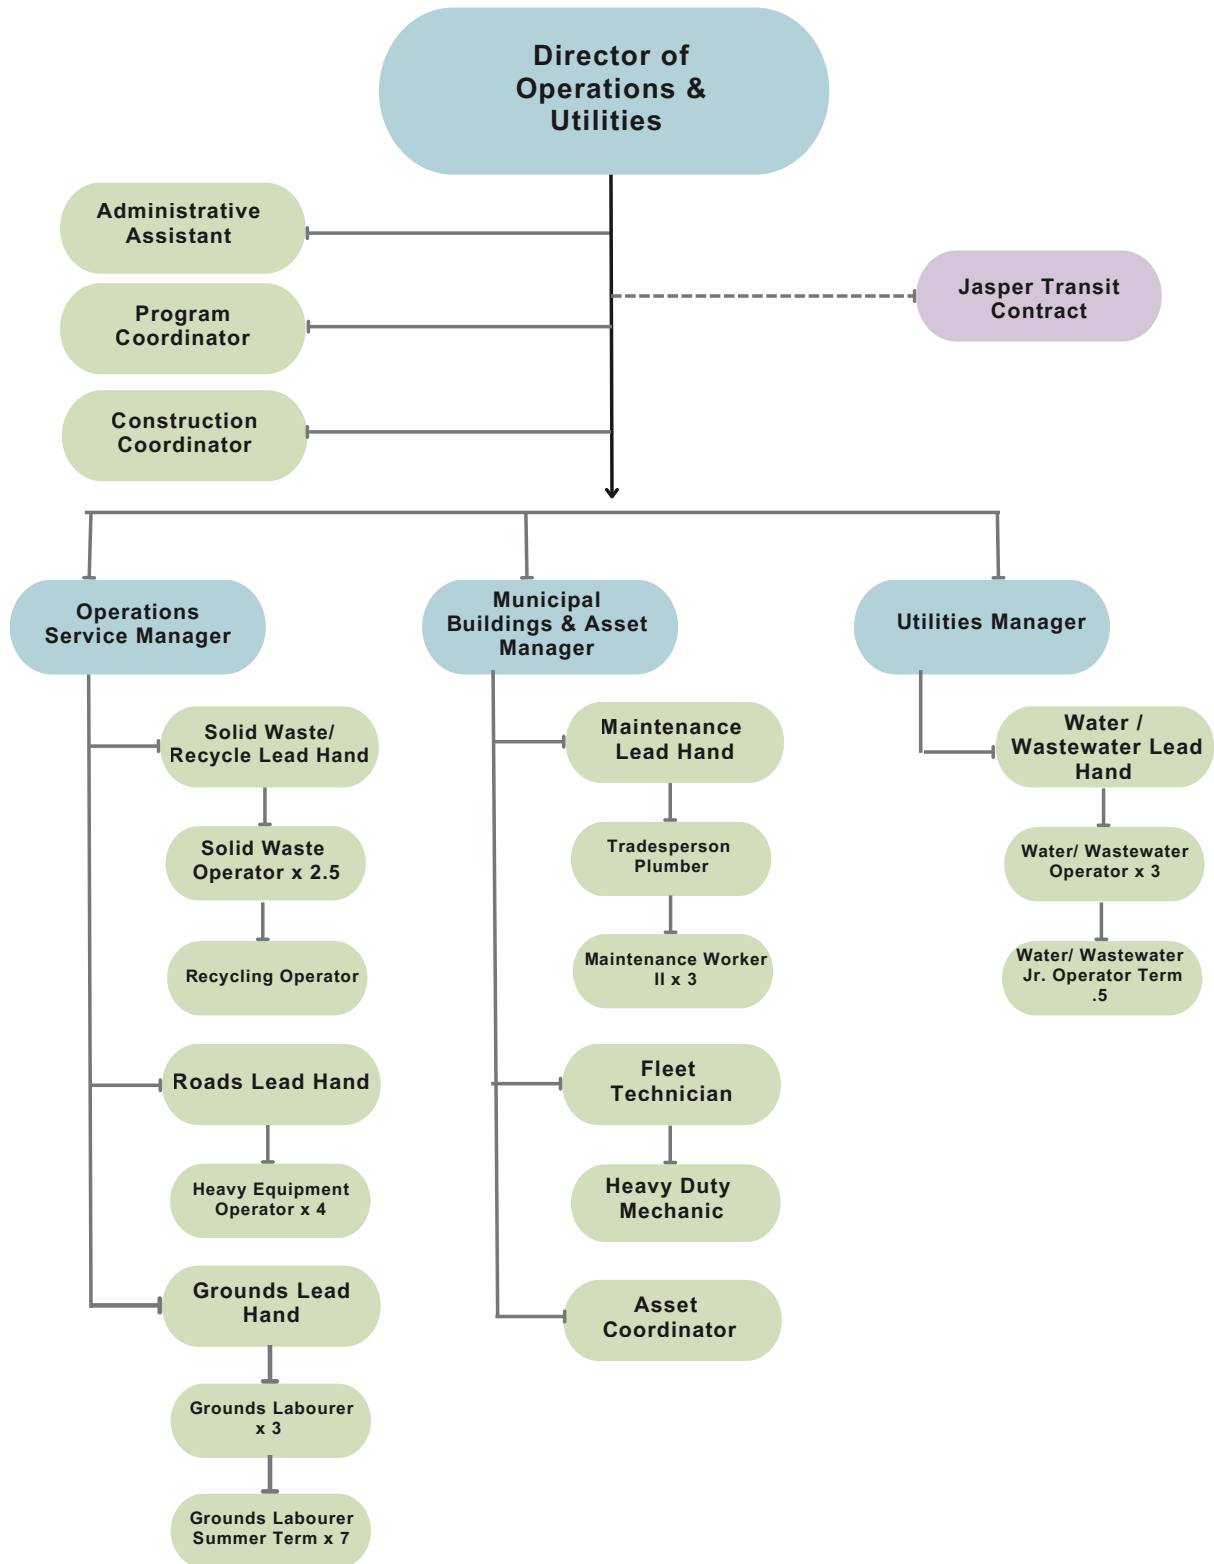 Director of
Operations &
Utilities
Administrative
Assistant
Program
Coordinator
Construction
Coordinator
Jasper Transit
Contract
Operations
Service Manager
Solid Waste/
Recycle Lead Hand
Solid Waste
Operator x 2.5
Recycling Operator
Roads Lead Hand
Heavy Equipment
Operator x 4
Grounds Lead
Hand
Grounds Labourer
x 3
Grounds Labourer
Summer Term x 7
Municipal
Buildings & Asset
Manager
Maintenance
Lead Hand
Tradesperson
Plumber
Maintenance Worker
II x 3
Fleet
Technician
Heavy Duty
Mechanic
Asset
Coordinator
Utilities Manager
Water /
Wastewater Lead
Hand
Water/ Wastewater
Operator x 3
Water/ Wastewater
Jr. Operator Term
.5